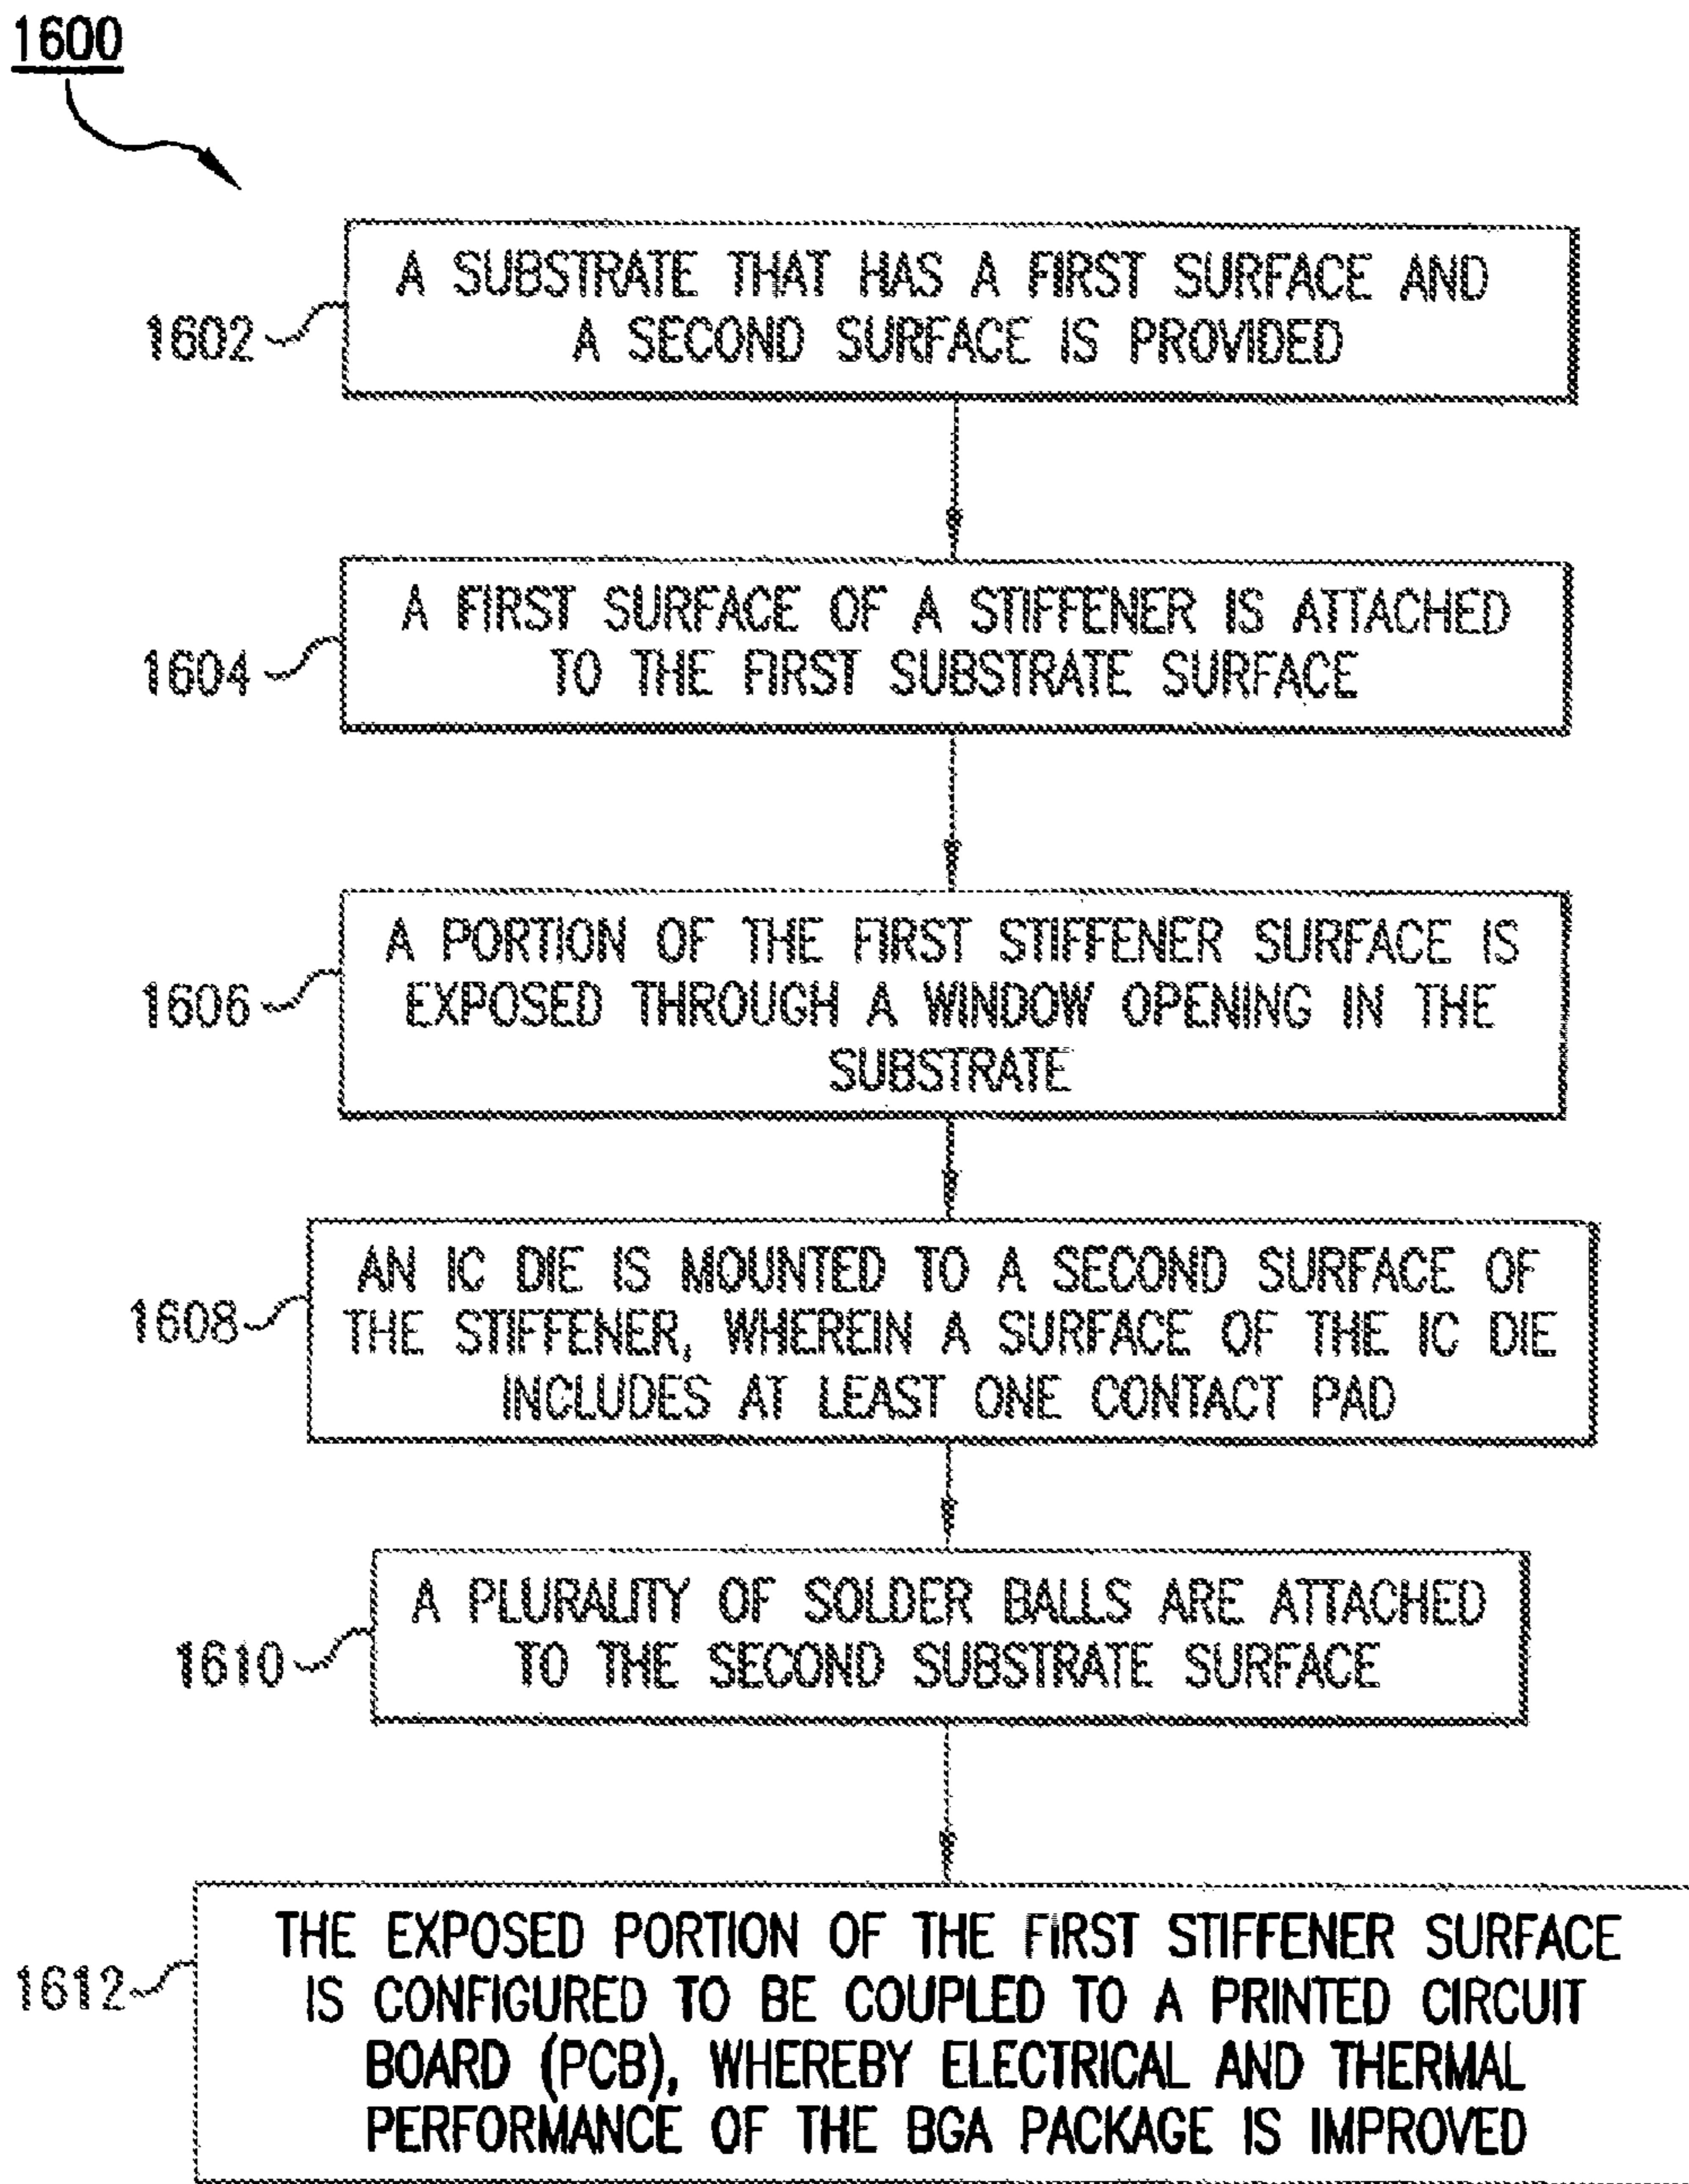 1600
A SUBSTRATE THAT HAS A FIRST SURFACE AND
A SECOND SURFACE IS PROVIDED
1602
A FIRST SURFACE OF A STIFFENER IS ATTACHED
TO THE FIRST SUBSTRATE SURFACE
1604
A PORTION OF THE FIRST STIFFENER SURFACE IS
EXPOSED THROUGH A WINDOW OPENING IN THE
SUBSTRATE
1606
AN IC DIE IS MOUNTED TO A SECOND SURFACE OF
THE STIFFENER, WHEREIN A SURFACE OF THE IC DIE
INCLUDES AT LEAST ONE CONTACT PAD
1608
A PLURALITY OF SOLDER BALLS ARE ATTACHED
TO THE SECOND SUBSTRATE SURFACE
1610
THE EXPOSED PORTION OF THE FIRST STIFFENER SURFACE
IS CONFIGURED TO BE COUPLED TO A PRINTED CIRCUIT
BOARD (PCB), WHEREBY ELECTRICAL AND THERMAL
PERFORMANCE OF THE BGA PACKAGE IS IMPROVED
1612